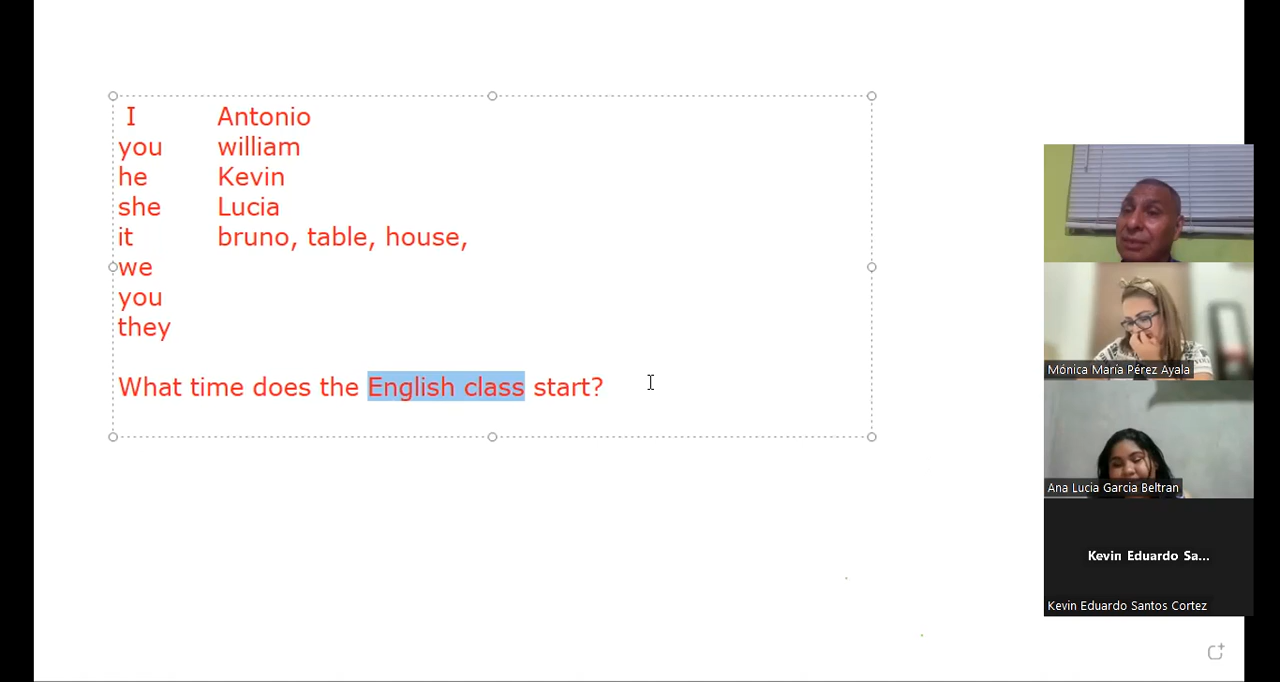 I Antonio
you william
he Kevin
she Lucia
it bruno, table, house,
we
you
they
What time does the English class start?
Mónica María Pérez Ayala
Ana Lucia Garcia Beltran
Kevin Eduardo Sa...
Kevin Eduardo Santos Cortez